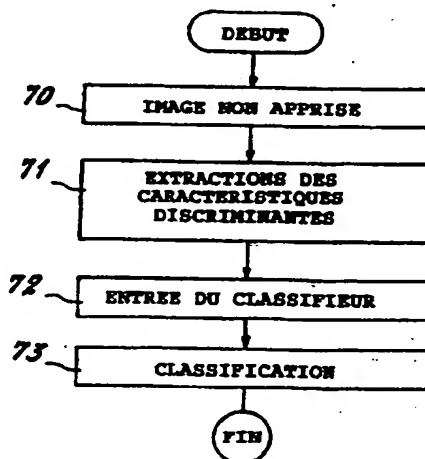 DEBUT
70
IMAGE NON APPRISE
71
EXTRACTIONS DES
CARACTERISTIQUES
DISCRIMINANTES
72
ENTREE DU CLASSIFIEUR
73
CLASSIFICATION
FIN